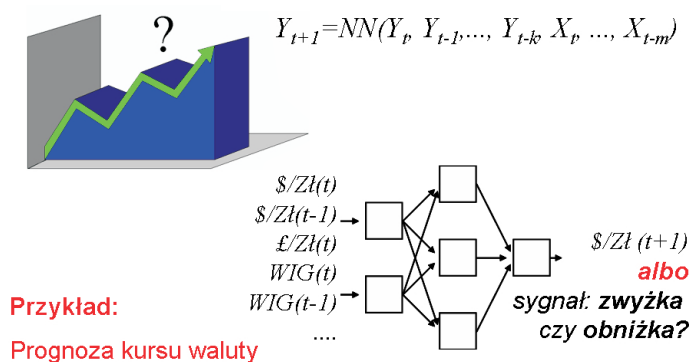 ?
Y_{t+1}=NN(Y_t, Y_{t-1},..., Y_{t-k}, X_t, ..., X_{t-m})
$/Zł(t)
$/Zł(t-1)
£/Zł(t)
WIG(t)
WIG(t-1)
....
$/Zł (t+1)
albo
sygnał: zwyżka
czy obniżka?
Przykład:
Prognoza kursu waluty